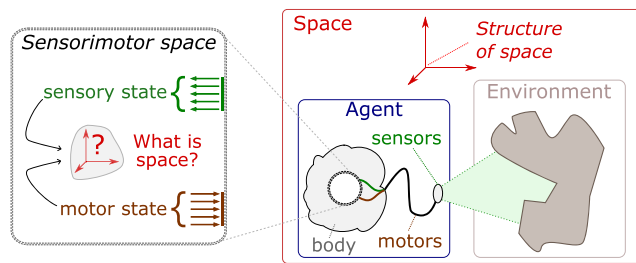 Sensorimotor space
sensory state
?
What is
space?
motor state
Space
Structure
of space
Agent
sensors
body
motors
Environment